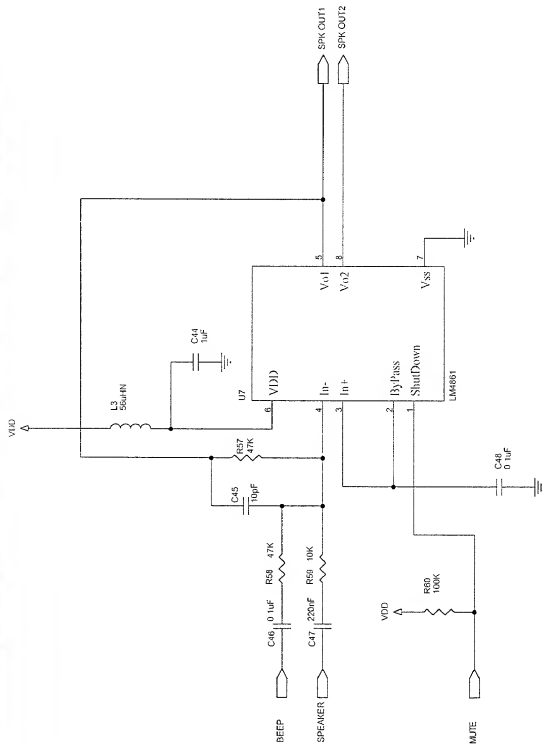 SPK OUT1
SPK OUT2
VDD
L3
56uHN
C44
1uF
U7
VDD
6
In-
4
In+
3
ByPass
2
ShutDown
1
Vo1
5
Vo2
8
Vss
7
LM4861
R57
47K
C45
10pF
C46
0 1uF
R58
47K
C47
220nF
R59
10K
C48
0 1uF
VDD
R60
100K
BEEP
SPEAKER
MUTE